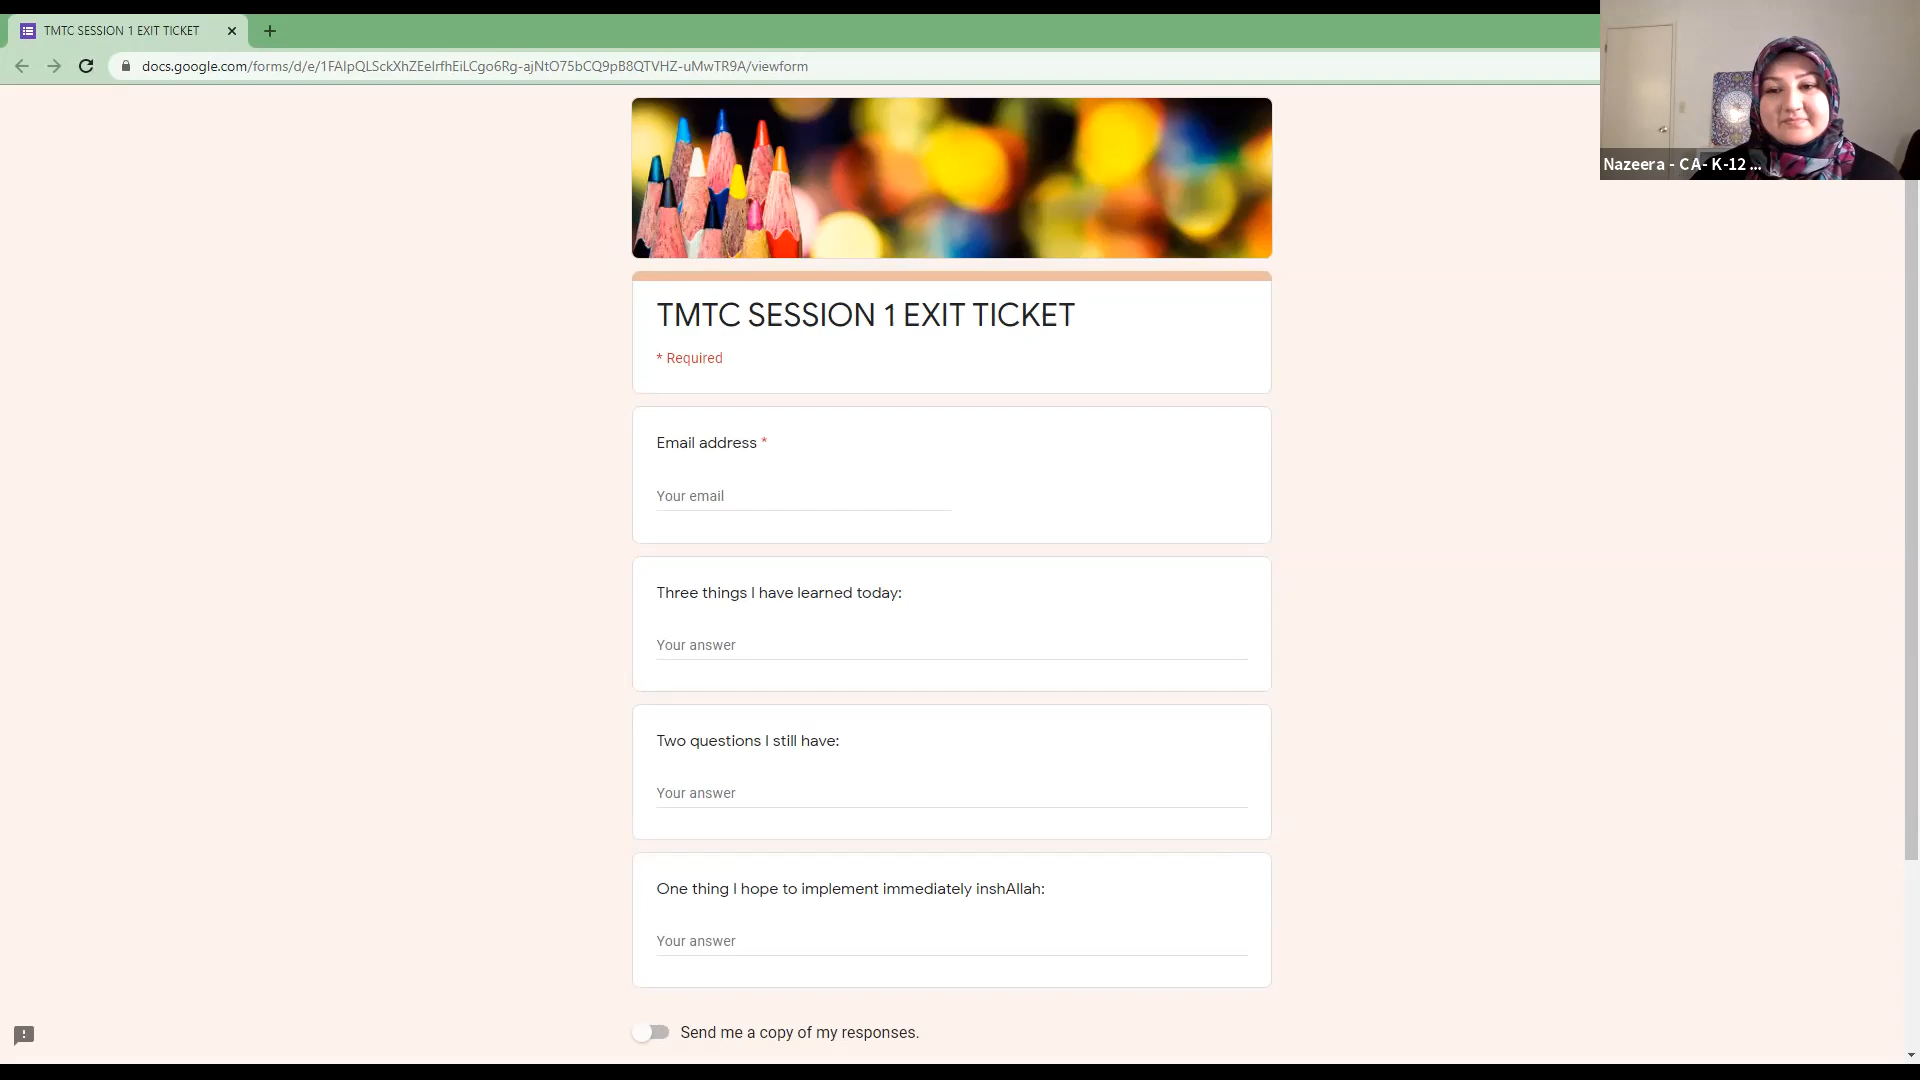 TMTC SESSION 1 EXIT TICKET
docs.google.com/forms/d/e/1FAIpQLSckXhZEeIrfhEiLCgo6Rg-ajNtO75bCQ9pB8QTVHZ-uMwTR9A/viewform
Nazeera - CA- K-12 ...
TMTC SESSION 1 EXIT TICKET
* Required
Email address *
Your email
Three things I have learned today:
Your answer
Two questions I still have:
Your answer
One thing I hope to implement immediately inshAllah:
Your answer
Send me a copy of my responses.